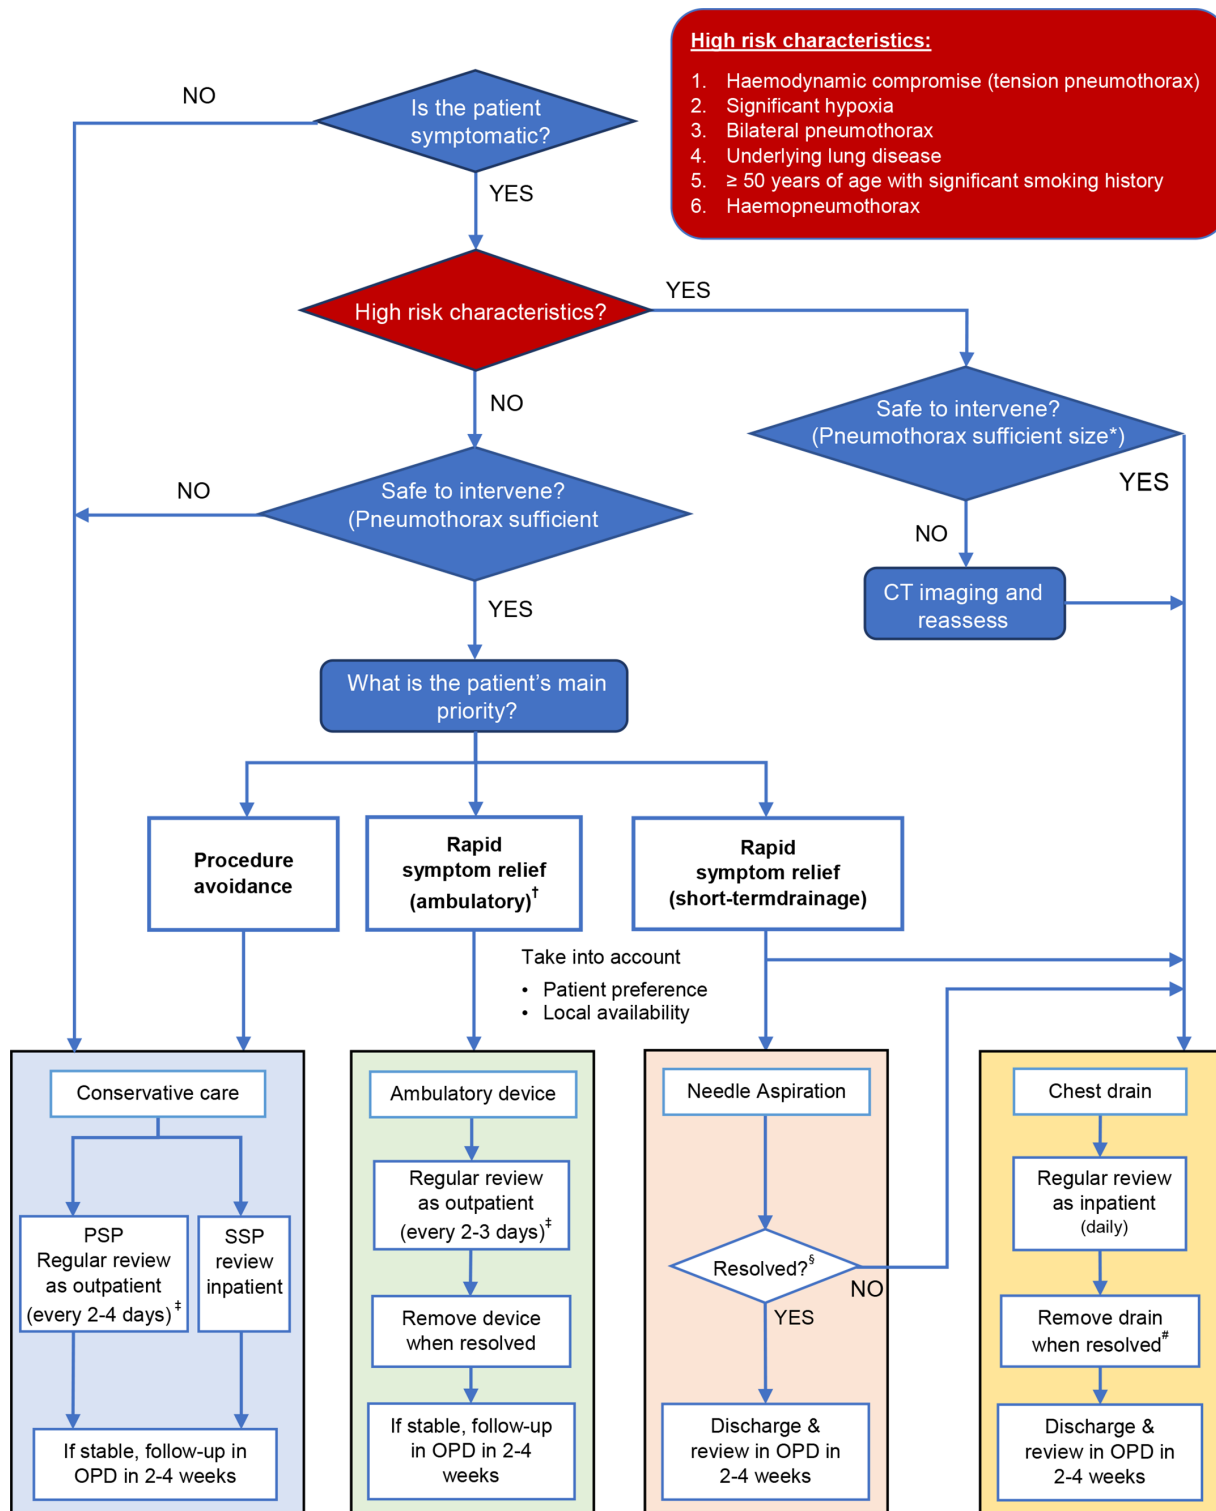 High risk characteristics:
1. Haemodynamic compromise (tension pneumothorax)
2. Significant hypoxia
3. Bilateral pneumothorax
4. Underlying lung disease
5. ≥ 50 years of age with significant smoking history
6. Haemopneumothorax
NO
Is the patient
symptomatic?
YES
High risk characteristics?
YES
NO
Safe to intervene?
(Pneumothorax sufficient size*)
YES
NO
Safe to intervene?
(Pneumothorax sufficient
NO
CT imaging and
reassess
YES
What is the patient’s main
priority?
Procedure
avoidance
Rapid
symptom relief
(ambulatory)†
Rapid
symptom relief
(short-termdrainage)
Take into account
• Patient preference
• Local availability
Conservative care
PSP
Regular review
as outpatient
(every 2-4 days)‡
SSP
review
inpatient
If stable, follow-up in
OPD in 2-4 weeks
Ambulatory device
Regular review
as outpatient
(every 2-3 days)‡
Remove device
when resolved
If stable, follow-up
in OPD in 2-4
weeks
Needle Aspiration
Resolved?§
NO
YES
Discharge &
review in OPD in
2-4 weeks
Chest drain
Regular review
as inpatient
(daily)
Remove drain
when resolved#
Discharge &
review in OPD in
2-4 weeks